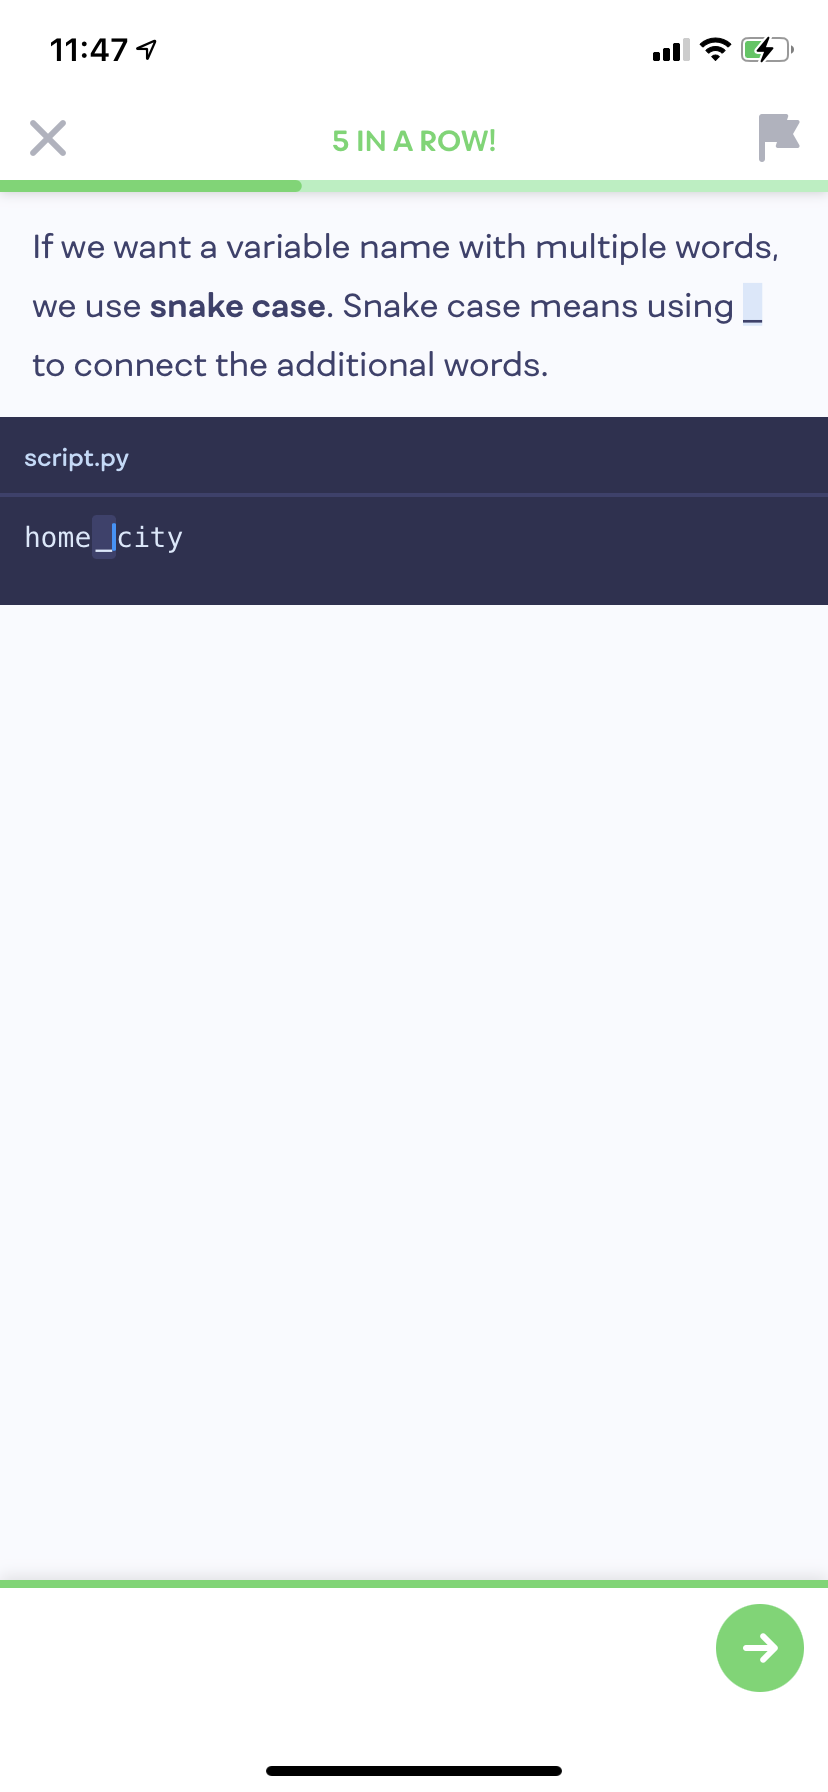 11:47
5 IN A ROW!
If we want a variable name with multiple words,
we use snake case. Snake case means using _
to connect the additional words.
script.py
home_city